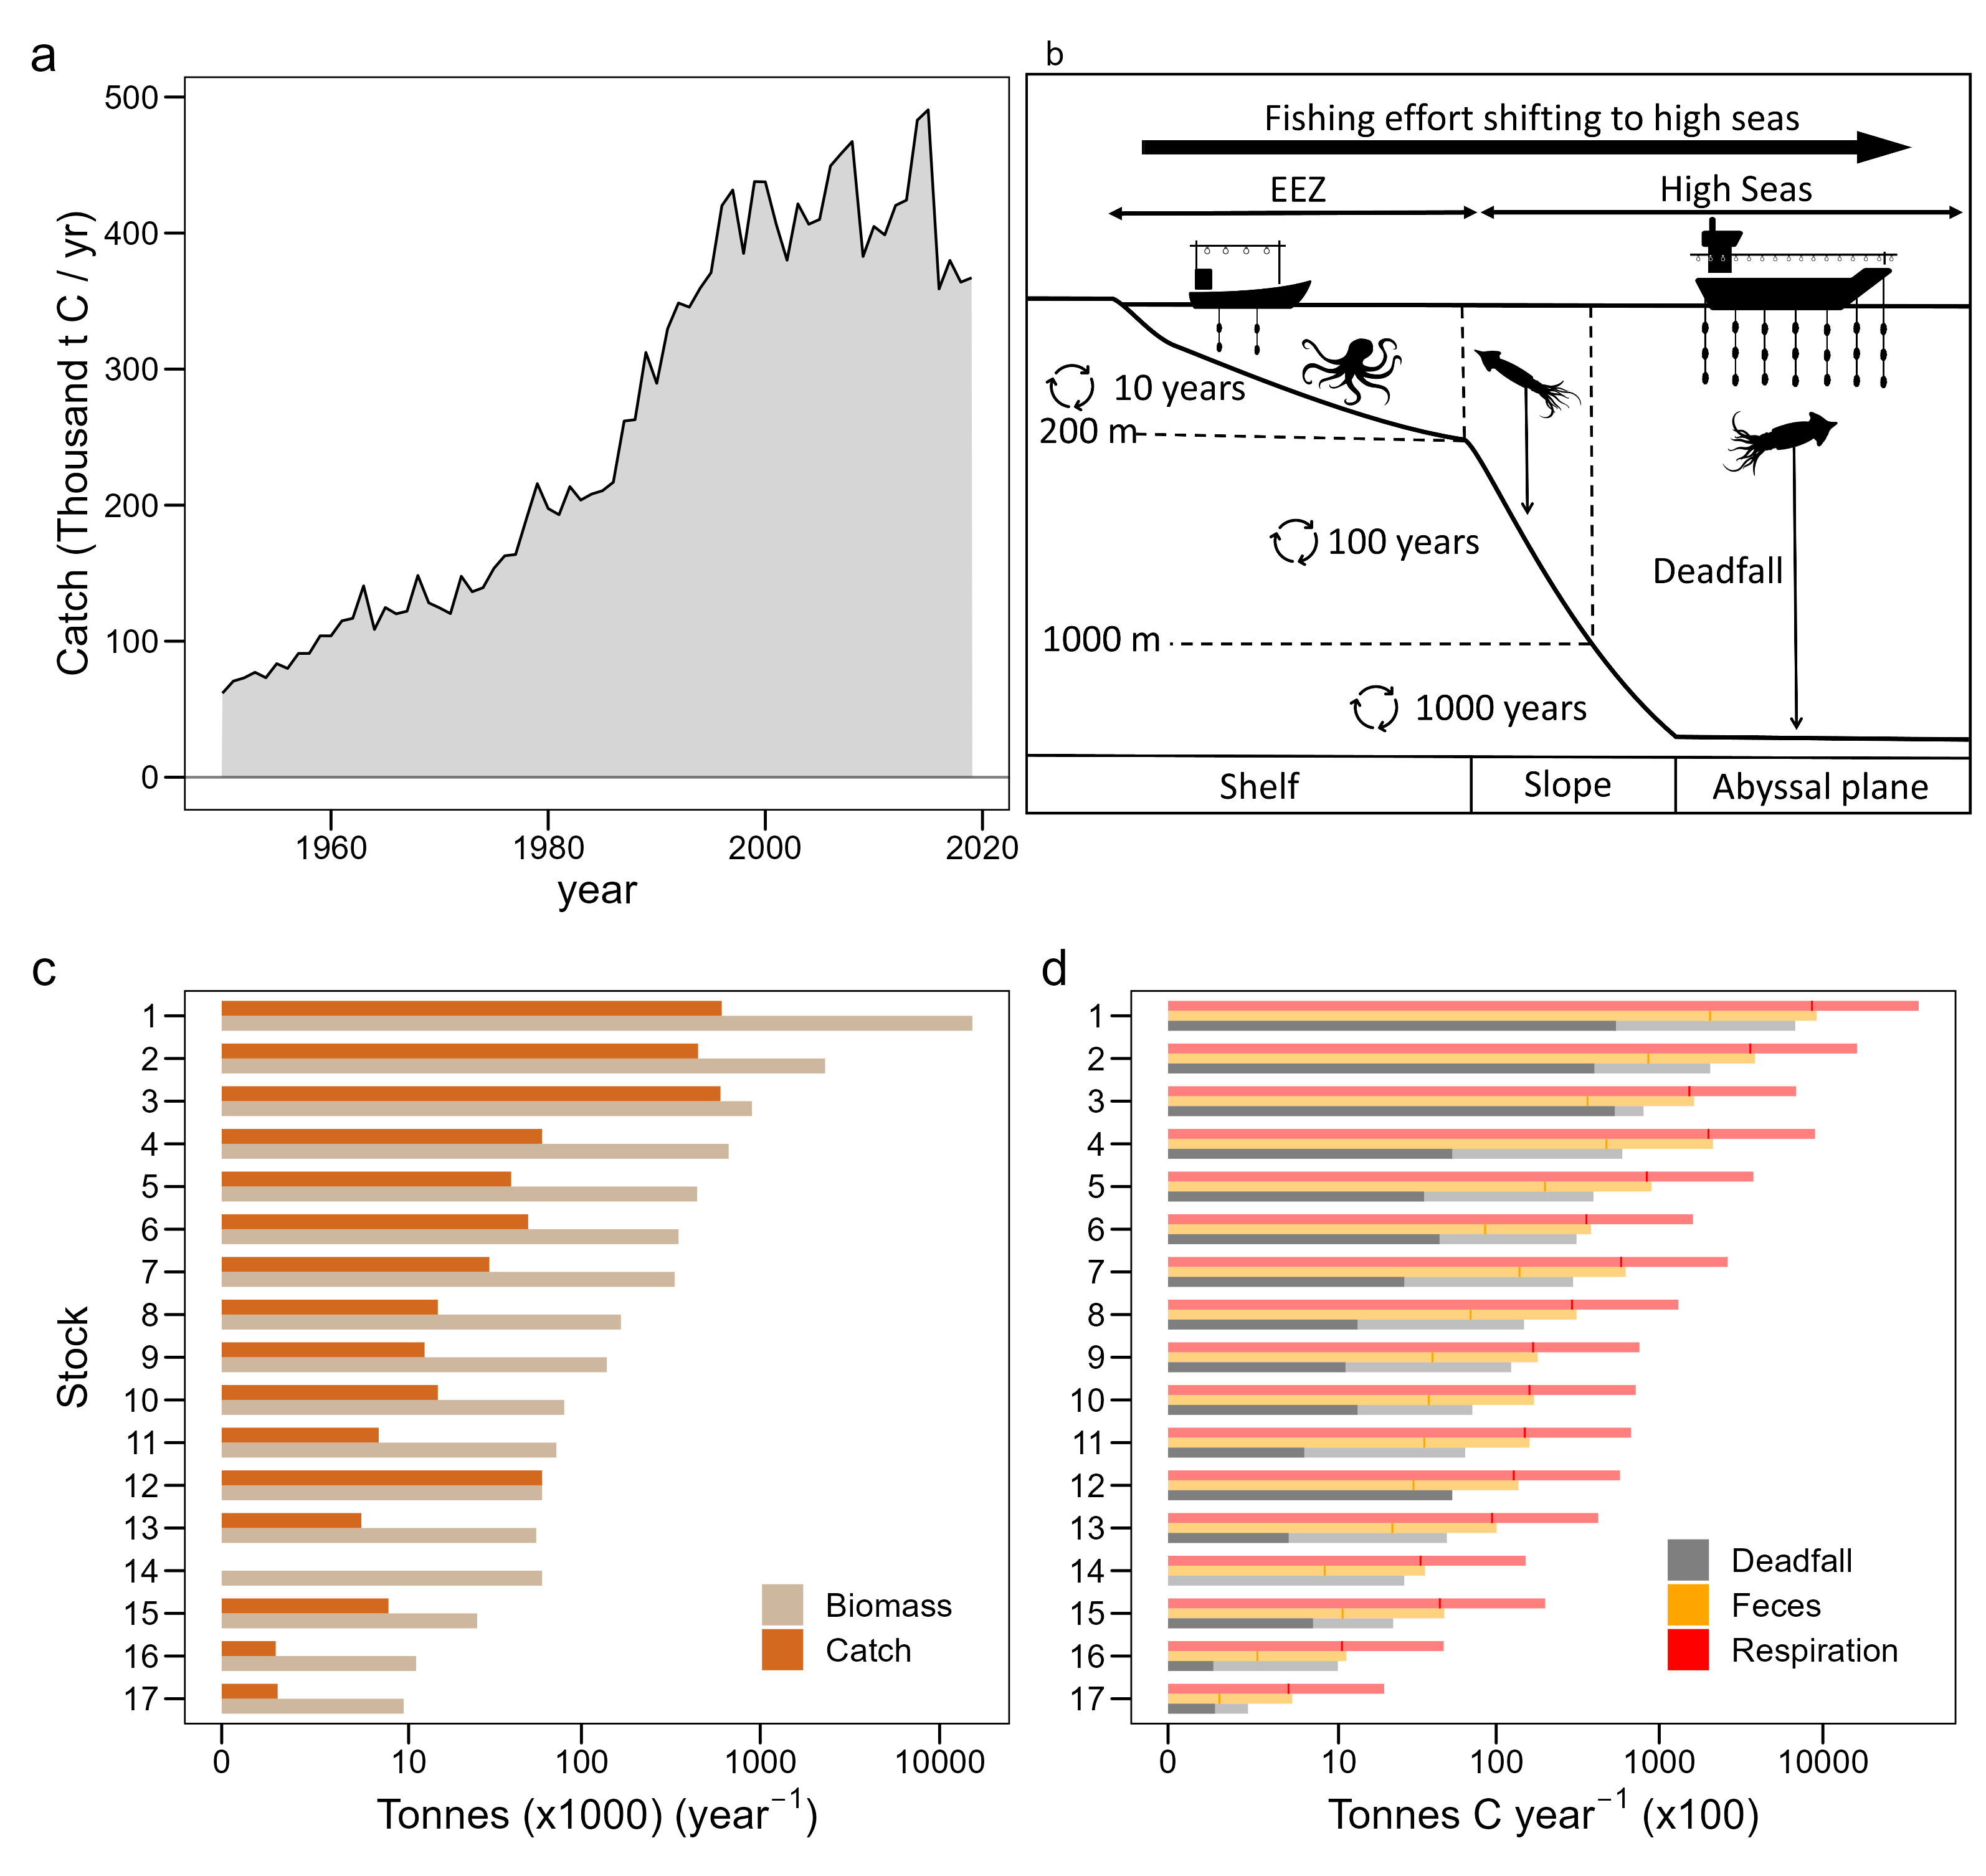 a
500
400
300
200
100
0
Catch (Thousand t C / yr)
1960 1980 2000 2020
year
b
Fishing effort shifting to high seas
EEZ High Seas
10 years
200 m
100 years
Deadfall
1000 m
1000 years
Shelf Slope Abyssal plane
c
1
2
3
4
5
6
7
8
9
10
11
12
13
14
15
16
17
Stock
Biomass
Catch
0 10 100 1000 10000
Tonnes (x1000) (year⁻¹)
d
1
2
3
4
5
6
7
8
9
10
11
12
13
14
15
16
17
Deadfall
Feces
Respiration
0 10 100 1000 10000
Tonnes C year⁻¹ (x100)